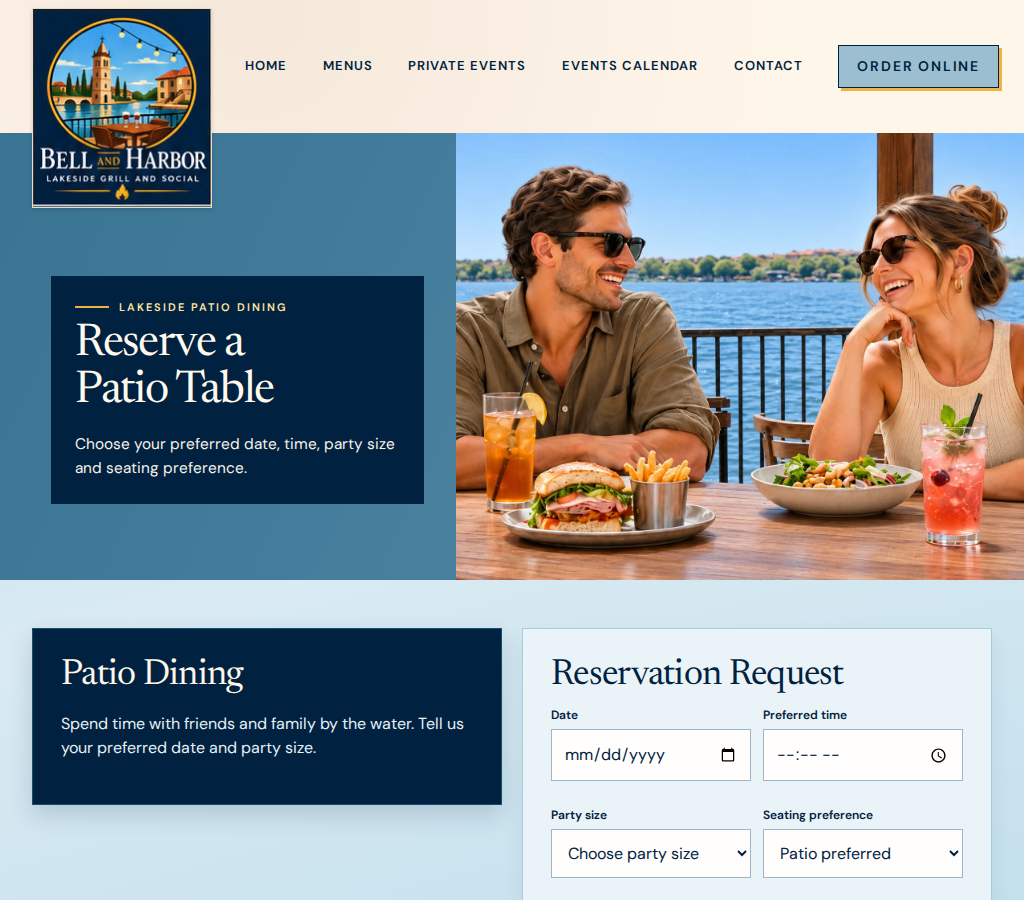 BELL AND HARBOR
LAKESIDE GRILL AND SOCIAL
HOME
MENUS
PRIVATE EVENTS
EVENTS CALENDAR
CONTACT
ORDER ONLINE
LAKESIDE PATIO DINING
Reserve a
Patio Table
Choose your preferred date, time, party size
and seating preference.
Patio Dining
Spend time with friends and family by the water. Tell us
your preferred date and party size.
Reservation Request
Date
Preferred time
mm/dd/yyyy
--:-- --
Party size
Seating preference
Choose party size
Patio preferred